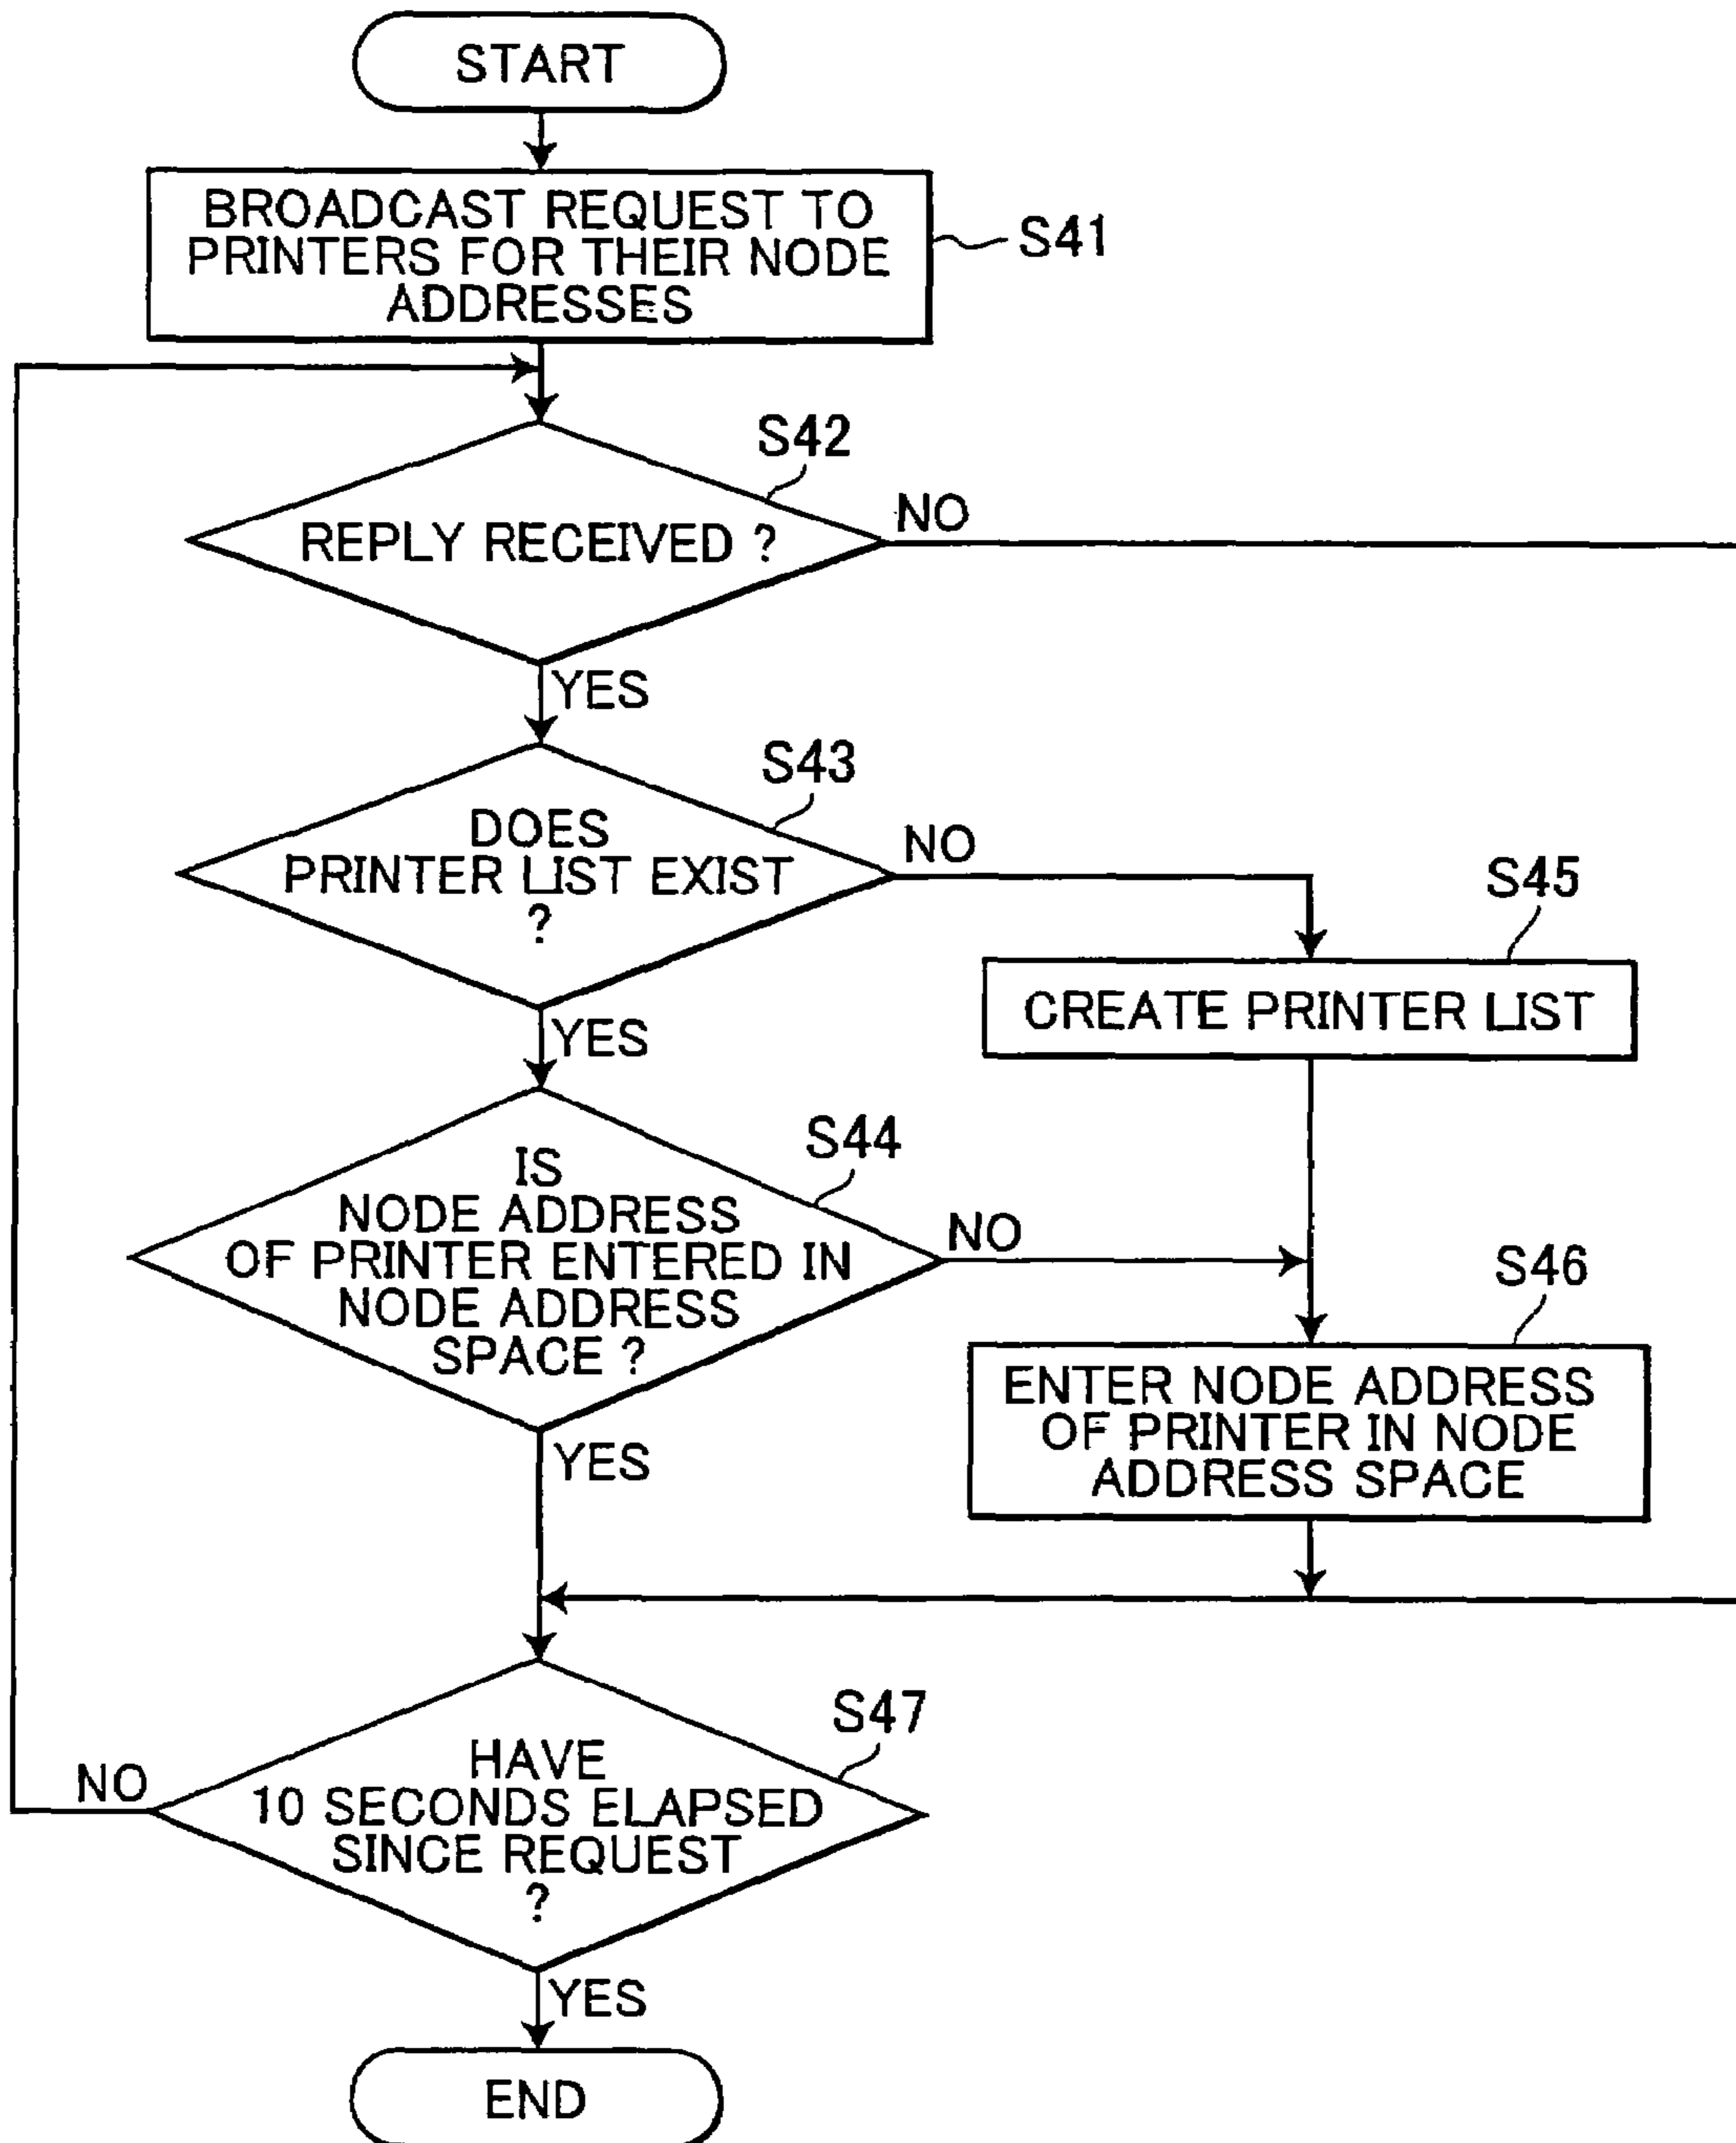 START
BROADCAST REQUEST TO
PRINTERS FOR THEIR NODE
ADDRESSES
S41
S42
REPLY RECEIVED ?
NO
YES
S43
DOES
PRINTER LIST EXIST
?
NO
YES
S45
CREATE PRINTER LIST
S44
IS
NODE ADDRESS
OF PRINTER ENTERED IN
NODE ADDRESS
SPACE ?
NO
YES
S46
ENTER NODE ADDRESS
OF PRINTER IN NODE
ADDRESS SPACE
S47
HAVE
10 SECONDS ELAPSED
SINCE REQUEST
?
NO
YES
END